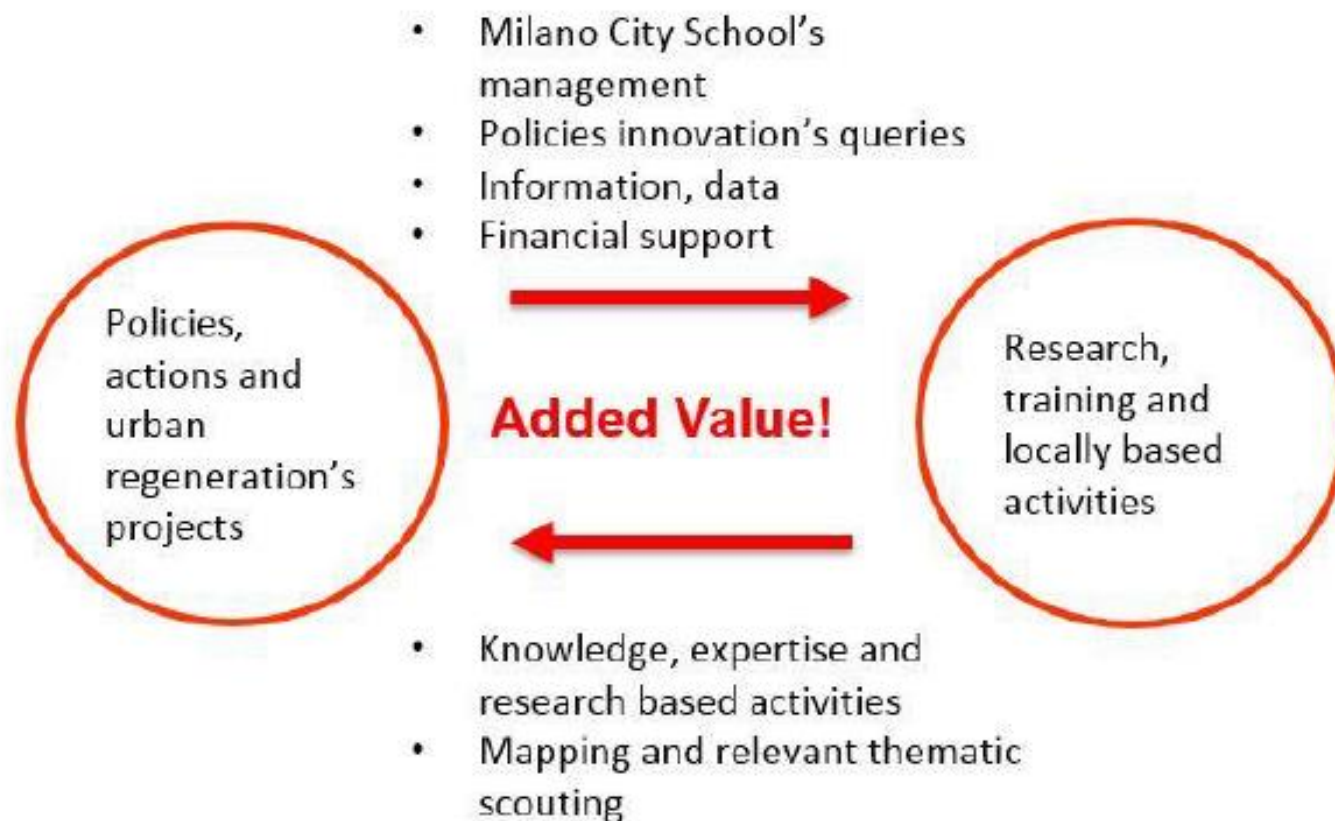 • Milano City School's
management
• Policies innovation's queries
• Information, data
• Financial support
Policies,
actions and
urban
regeneration's
projects
Added Value!
Research,
training and
locally based
activities
• Knowledge, expertise and
research based activities
• Mapping and relevant thematic
scouting